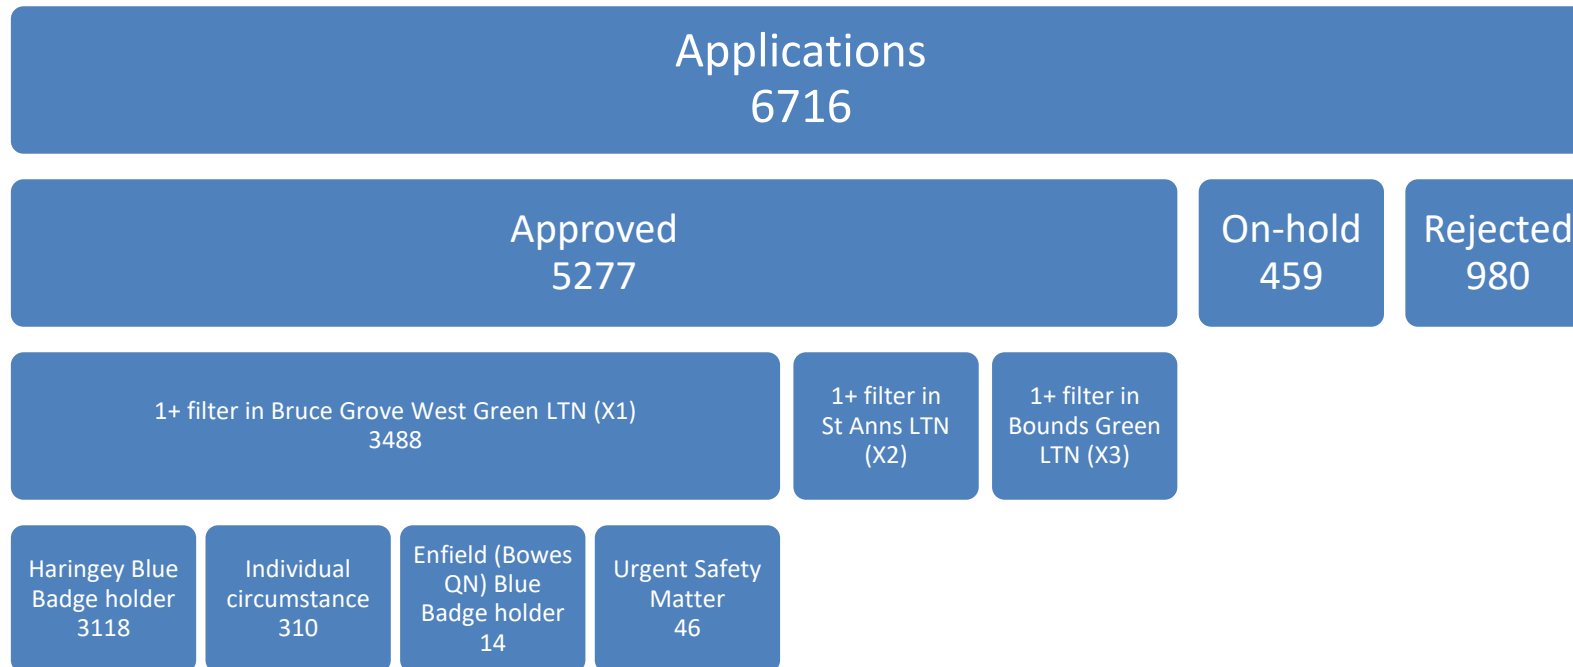 Applications
6716
Approved
5277
On-hold
459
Rejected
980
1+ filter in Bruce Grove West Green LTN (X1)
3488
1+ filter in
St Anns LTN
(X2)
1+ filter in
Bounds Green
LTN (X3)
Haringey Blue
Badge holder
3118
Individual
circumstance
310
Enfield (Bowes
QN) Blue
Badge holder
14
Urgent Safety
Matter
46